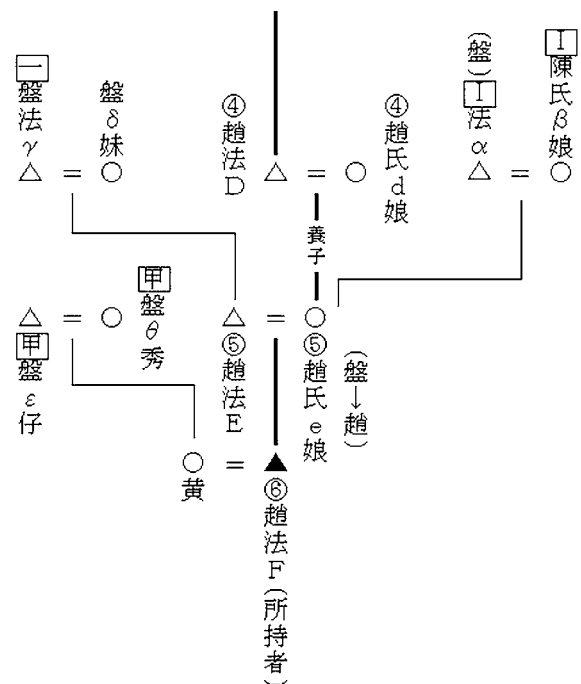 一盤法γ
盤δ妹
④趙法D
④趙氏d娘
(盤)I法α
I陳氏β娘
△ = ○
△ = ○
△ = ○
養子
△ = ○
甲盤ε仔
甲盤θ秀
△ = ○
⑤趙法E
⑤趙氏e娘
(盤→趙)
○ = ▲
黄
⑥趙法F(所持者)